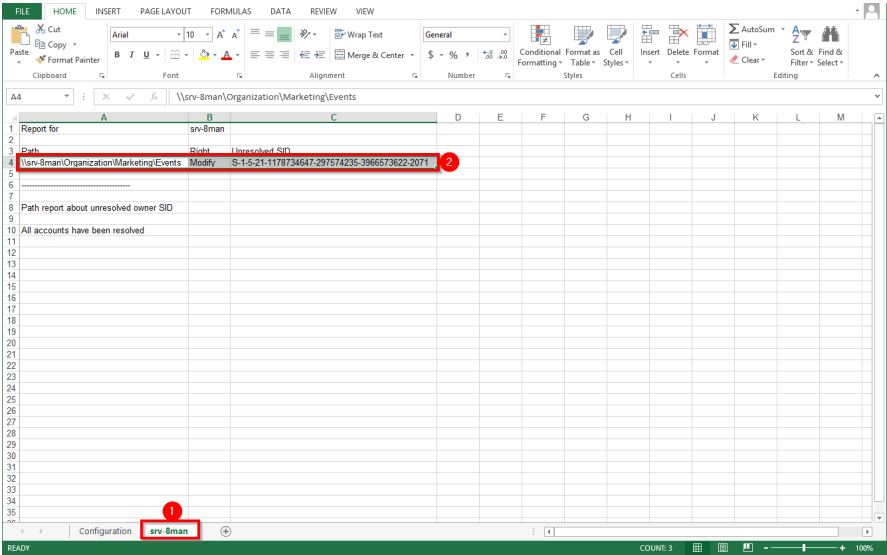 FILE HOME INSERT PAGE LAYOUT FORMULAS DATA REVIEW VIEW
Cut
Copy
Format Painter
Paste
Clipboard
Arial 10 A A
B I U A
Font
Wrap Text
Merge & Center
Alignment
General
$ % , .0 .00 .00 .0
Number
Conditional Formatting
Format as Table
Cell Styles
Styles
Insert Delete Format
Cells
AutoSum
Fill
Clear
Sort & Filter
Find & Select
Editing
A4 fx \\srv-8man\Organization\Marketing\Events
A B C D E F G H I J K L M
1 Report for srv-8man
2
3 Path Right Unresolved SID
4 \\srv-8man\Organization\Marketing\Events Modify S-1-5-21-1178734647-297574235-3966573622-2071 2
5
6 -----------------------------------------
7
8 Path report about unresolved owner SID
9
10 All accounts have been resolved
11
12
13
14
15
16
17
18
19
20
21
22
23
24
25
26
27
28
29
30
31
32
33
34
35
1
Configuration srv-8man
READY COUNT: 3 100%